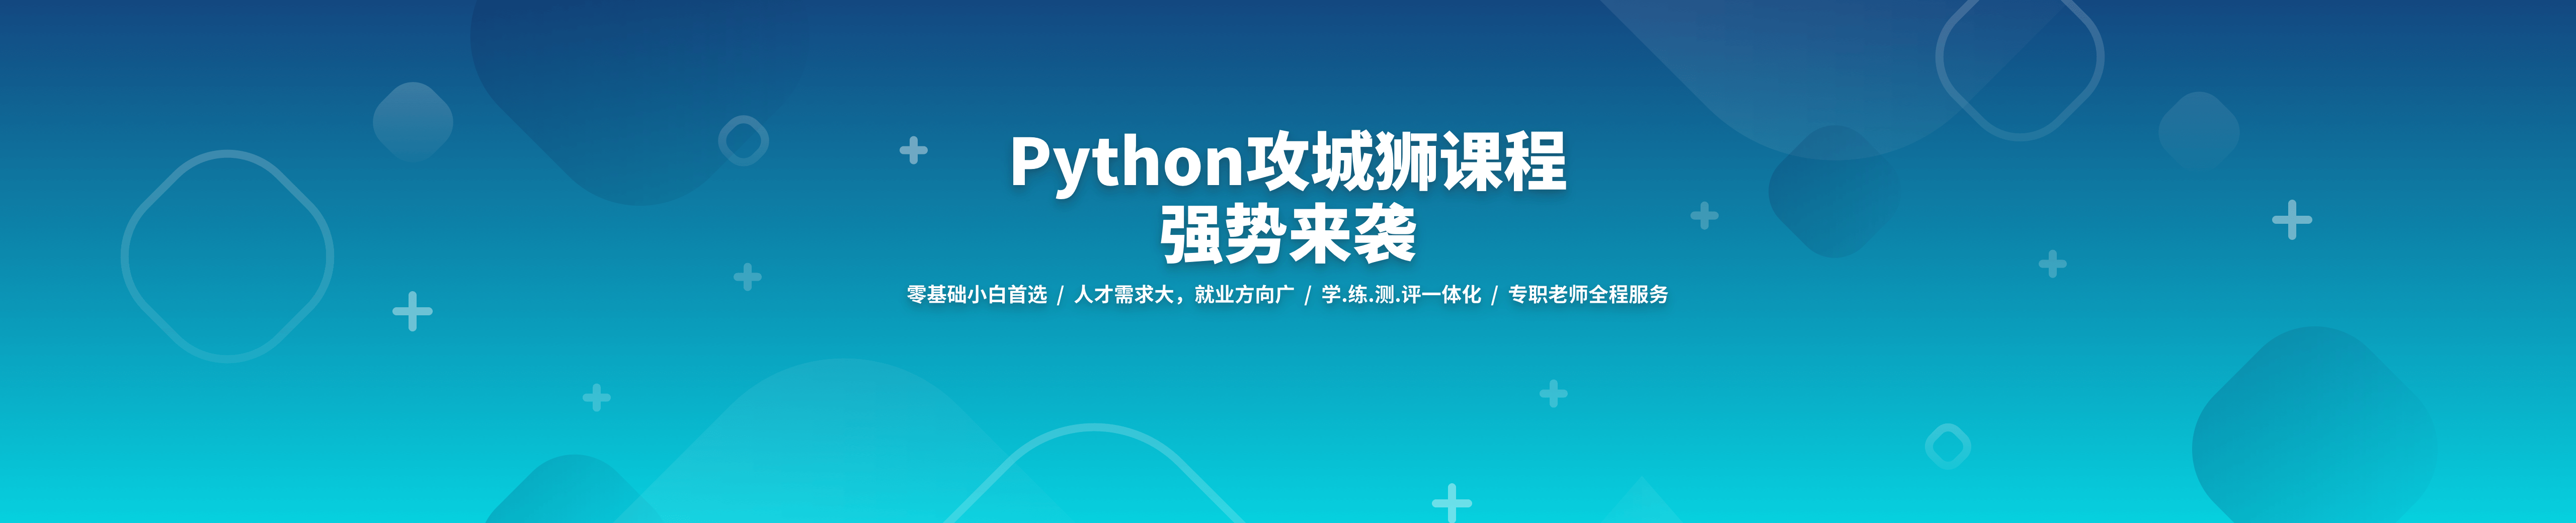 Python攻城狮课程
强势来袭
零基础小白首选 / 人才需求大，就业方向广 / 学.练.测.评一体化 / 专职老师全程服务